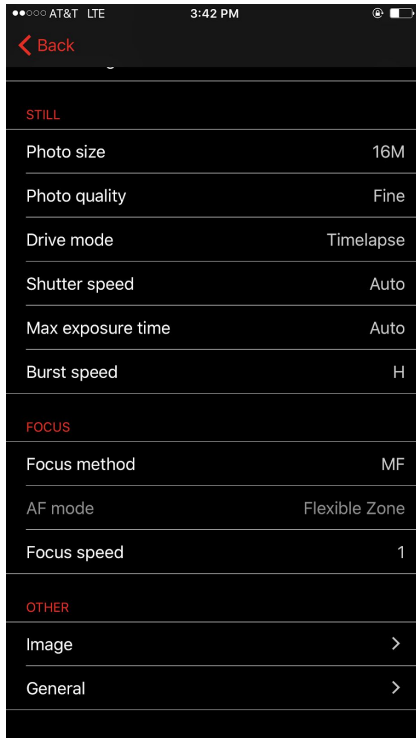 AT&T LTE 3:42 PM
Back
STILL
Photo size 16M
Photo quality Fine
Drive mode Timelapse
Shutter speed Auto
Max exposure time Auto
Burst speed H
FOCUS
Focus method MF
AF mode Flexible Zone
Focus speed 1
OTHER
Image
General